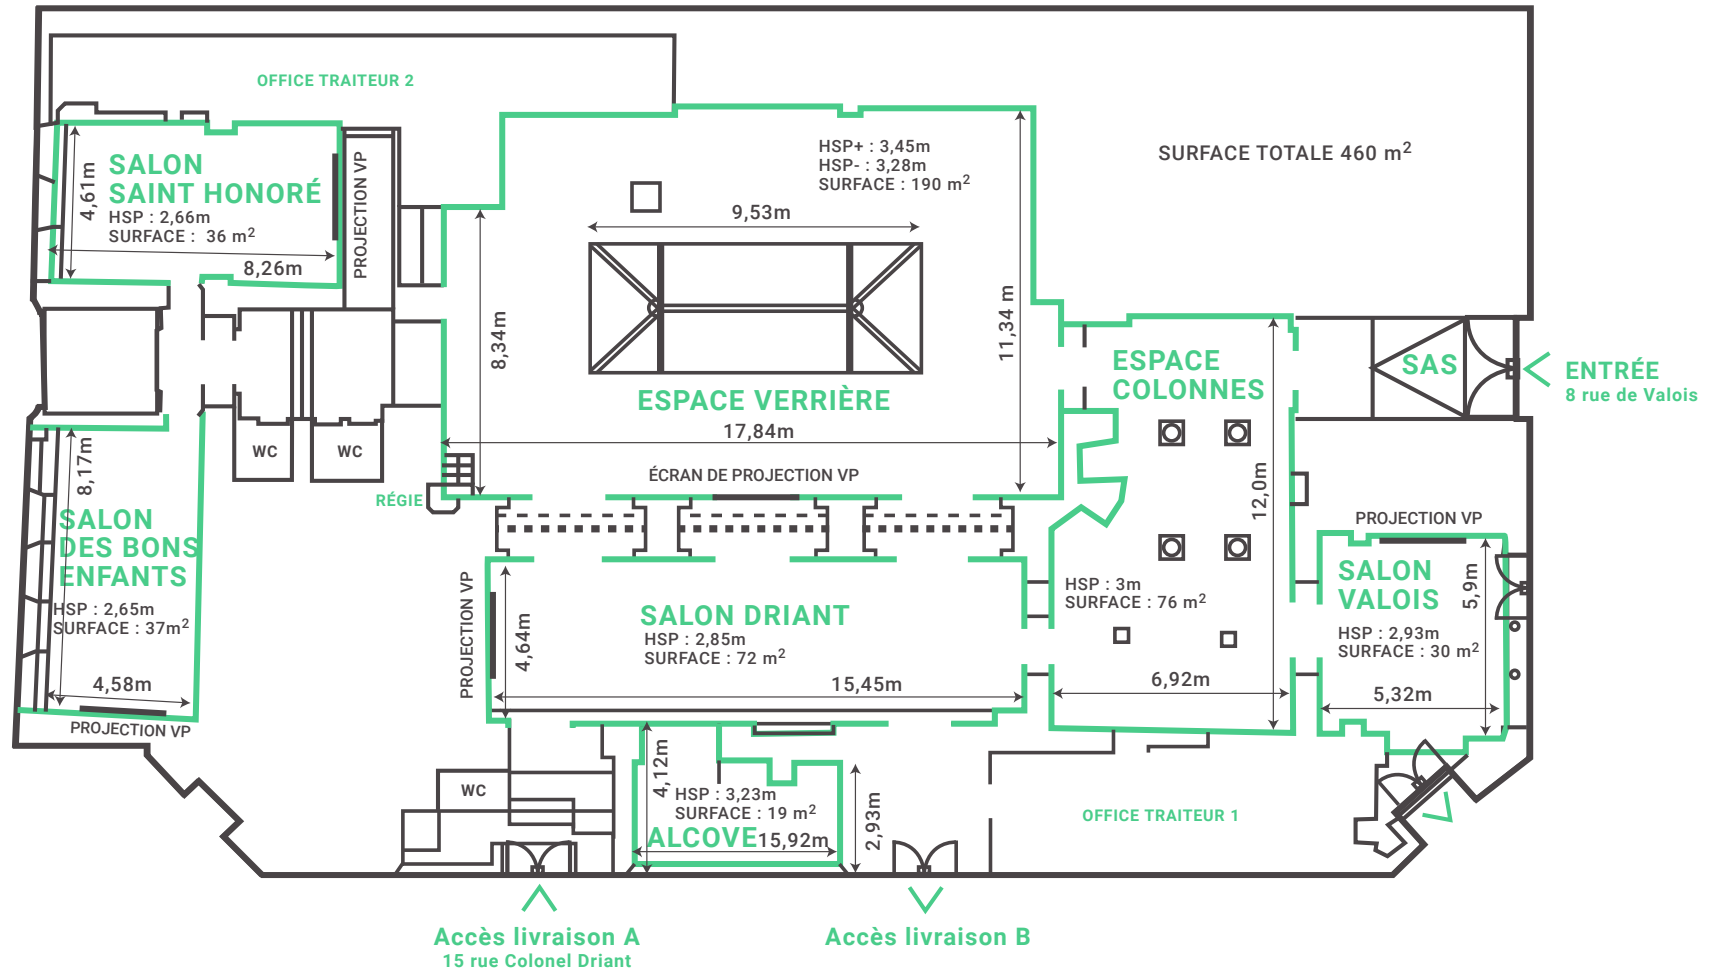 OFFICE TRAITEUR 2
SALON
SAINT HONORÉ
HSP : 2,66m
SURFACE : 36 m²
4,61m
8,26m
PROJECTION VP
HSP+ : 3,45m
HSP- : 3,28m
SURFACE : 190 m²
9,53m
8,34m
11,34 m
ESPACE VERRIÈRE
17,84m
ÉCRAN DE PROJECTION VP
SURFACE TOTALE 460 m²
ESPACE
COLONNES
SAS
ENTRÉE
8 rue de Valois
WC
WC
RÉGIE
8,17m
SALON
DES BONS
ENFANTS
HSP : 2,65m
SURFACE : 37m²
4,58m
PROJECTION VP
PROJECTION VP
4,64m
SALON DRIANT
HSP : 2,85m
SURFACE : 72 m²
15,45m
12,0m
HSP : 3m
SURFACE : 76 m²
6,92m
PROJECTION VP
SALON
VALOIS
5,9m
HSP : 2,93m
SURFACE : 30 m²
5,32m
WC
4,12m
HSP : 3,23m
SURFACE : 19 m²
ALCOVE
15,92m
2,93m
OFFICE TRAITEUR 1
Accès livraison A
15 rue Colonel Driant
Accès livraison B